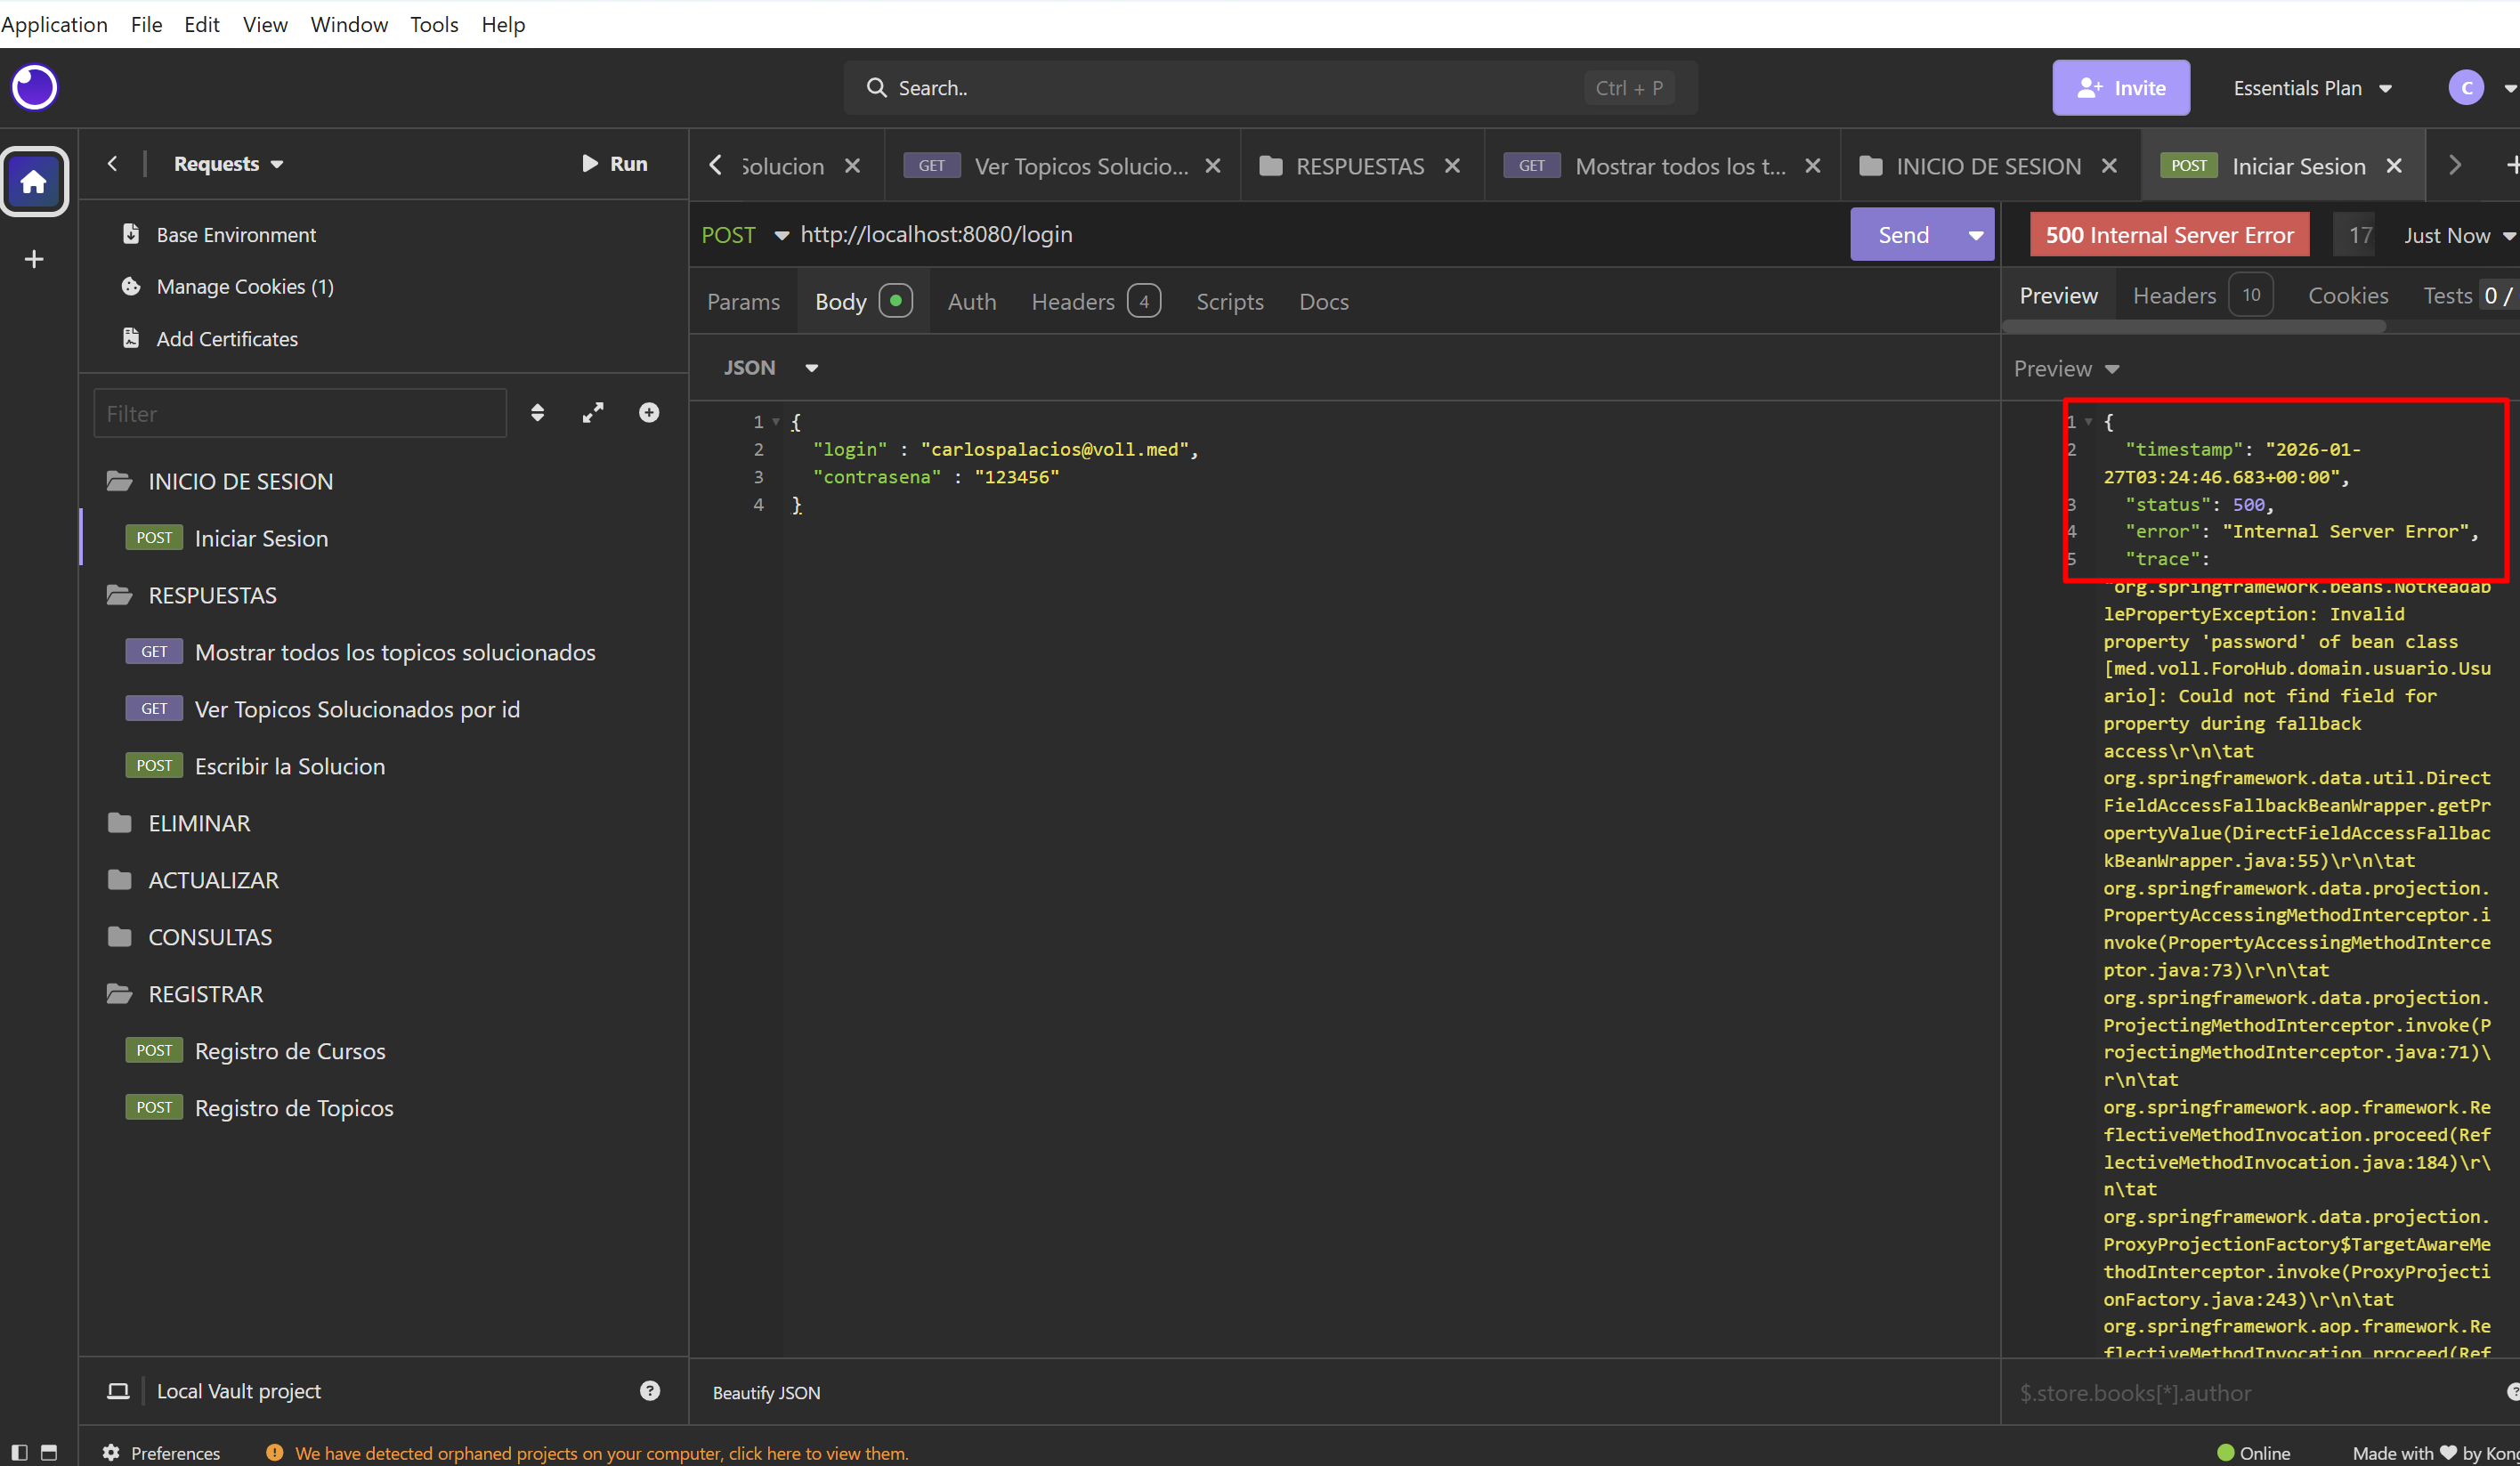 Application File Edit View Window Tools Help
Search.. Ctrl + P
Invite
Essentials Plan
C
Requests
Run
Solucion
GET Ver Topicos Solucio...
RESPUESTAS
GET Mostrar todos los t...
INICIO DE SESION
POST Iniciar Sesion
Base Environment
Manage Cookies (1)
Add Certificates
Filter
INICIO DE SESION
POST Iniciar Sesion
RESPUESTAS
GET Mostrar todos los topicos solucionados
GET Ver Topicos Solucionados por id
POST Escribir la Solucion
ELIMINAR
ACTUALIZAR
CONSULTAS
REGISTRAR
POST Registro de Cursos
POST Registro de Topicos
Local Vault project
POST http://localhost:8080/login
Send
Params Body Auth Headers 4 Scripts Docs
JSON
1 {
2 "login" : "carlospalacios@voll.med",
3 "contrasena" : "123456"
4 }
Beautify JSON
500 Internal Server Error 17 Just Now
Preview Headers 10 Cookies Tests 0 /
Preview
1 {
2 "timestamp": "2026-01-
27T03:24:46.683+00:00",
3 "status": 500,
4 "error": "Internal Server Error",
5 "trace":
"org.springframework.beans.NotReadab
lePropertyException: Invalid
property 'password' of bean class
[med.voll.ForoHub.domain.usuario.Usu
ario]: Could not find field for
property during fallback
access\r\n\tat
org.springframework.data.util.Direct
FieldAccessFallbackBeanWrapper.getPr
opertyValue(DirectFieldAccessFallbac
kBeanWrapper.java:55)\r\n\tat
org.springframework.data.projection.
PropertyAccessingMethodInterceptor.i
nvoke(PropertyAccessingMethodInterce
ptor.java:73)\r\n\tat
org.springframework.data.projection.
ProjectingMethodInterceptor.invoke(P
rojectingMethodInterceptor.java:71)\
r\n\tat
org.springframework.aop.framework.Re
flectiveMethodInvocation.proceed(Ref
lectiveMethodInvocation.java:184)\r\
n\tat
org.springframework.data.projection.
ProxyProjectionFactory$TargetAwareMe
thodInterceptor.invoke(ProxyProjecti
onFactory.java:243)\r\n\tat
org.springframework.aop.framework.Re
flectiveMethodInvocation.proceed(Ref
$.store.books[*].author
Preferences
We have detected orphaned projects on your computer, click here to view them.
Online
Made with ♥ by Kong